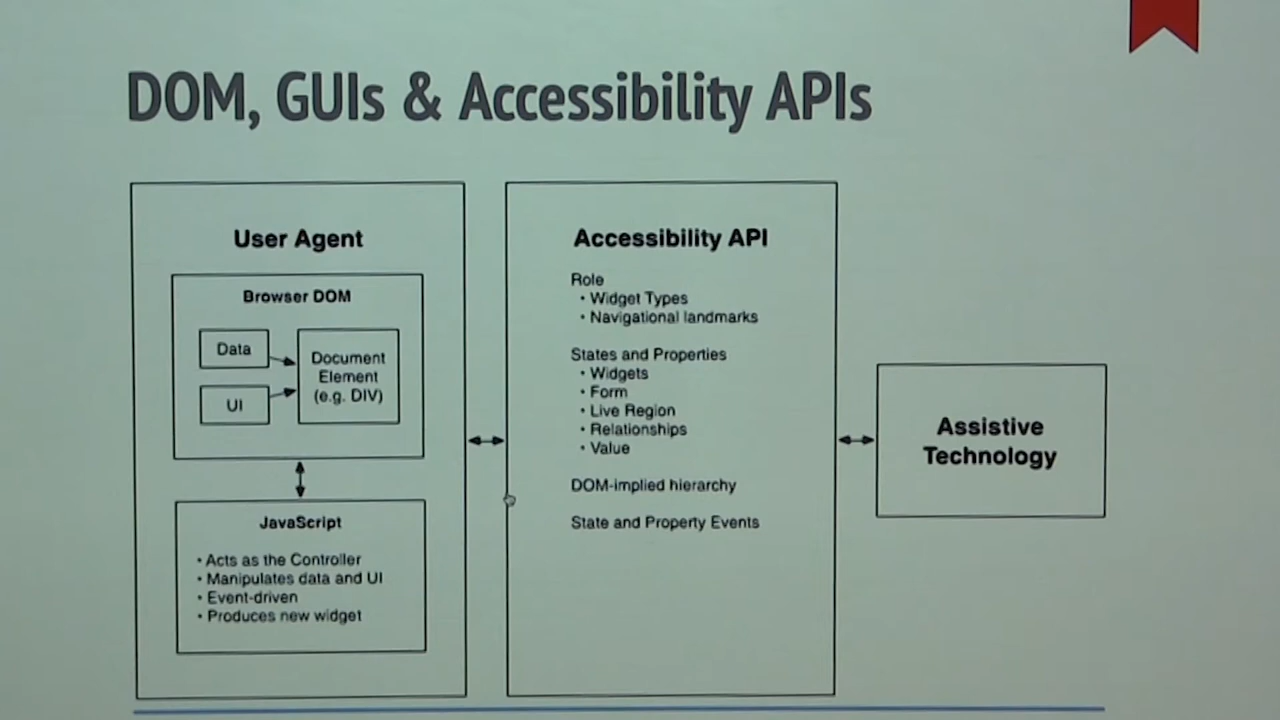 DOM, GUIs & Accessibility APIs
User Agent
Browser DOM
Data
UI
Document
Element
(e.g. DIV)
JavaScript
• Acts as the Controller
• Manipulates data and UI
• Event-driven
• Produces new widget
Accessibility API
Role
• Widget Types
• Navigational landmarks
States and Properties
• Widgets
• Form
• Live Region
• Relationships
• Value
DOM-implied hierarchy
State and Property Events
Assistive
Technology